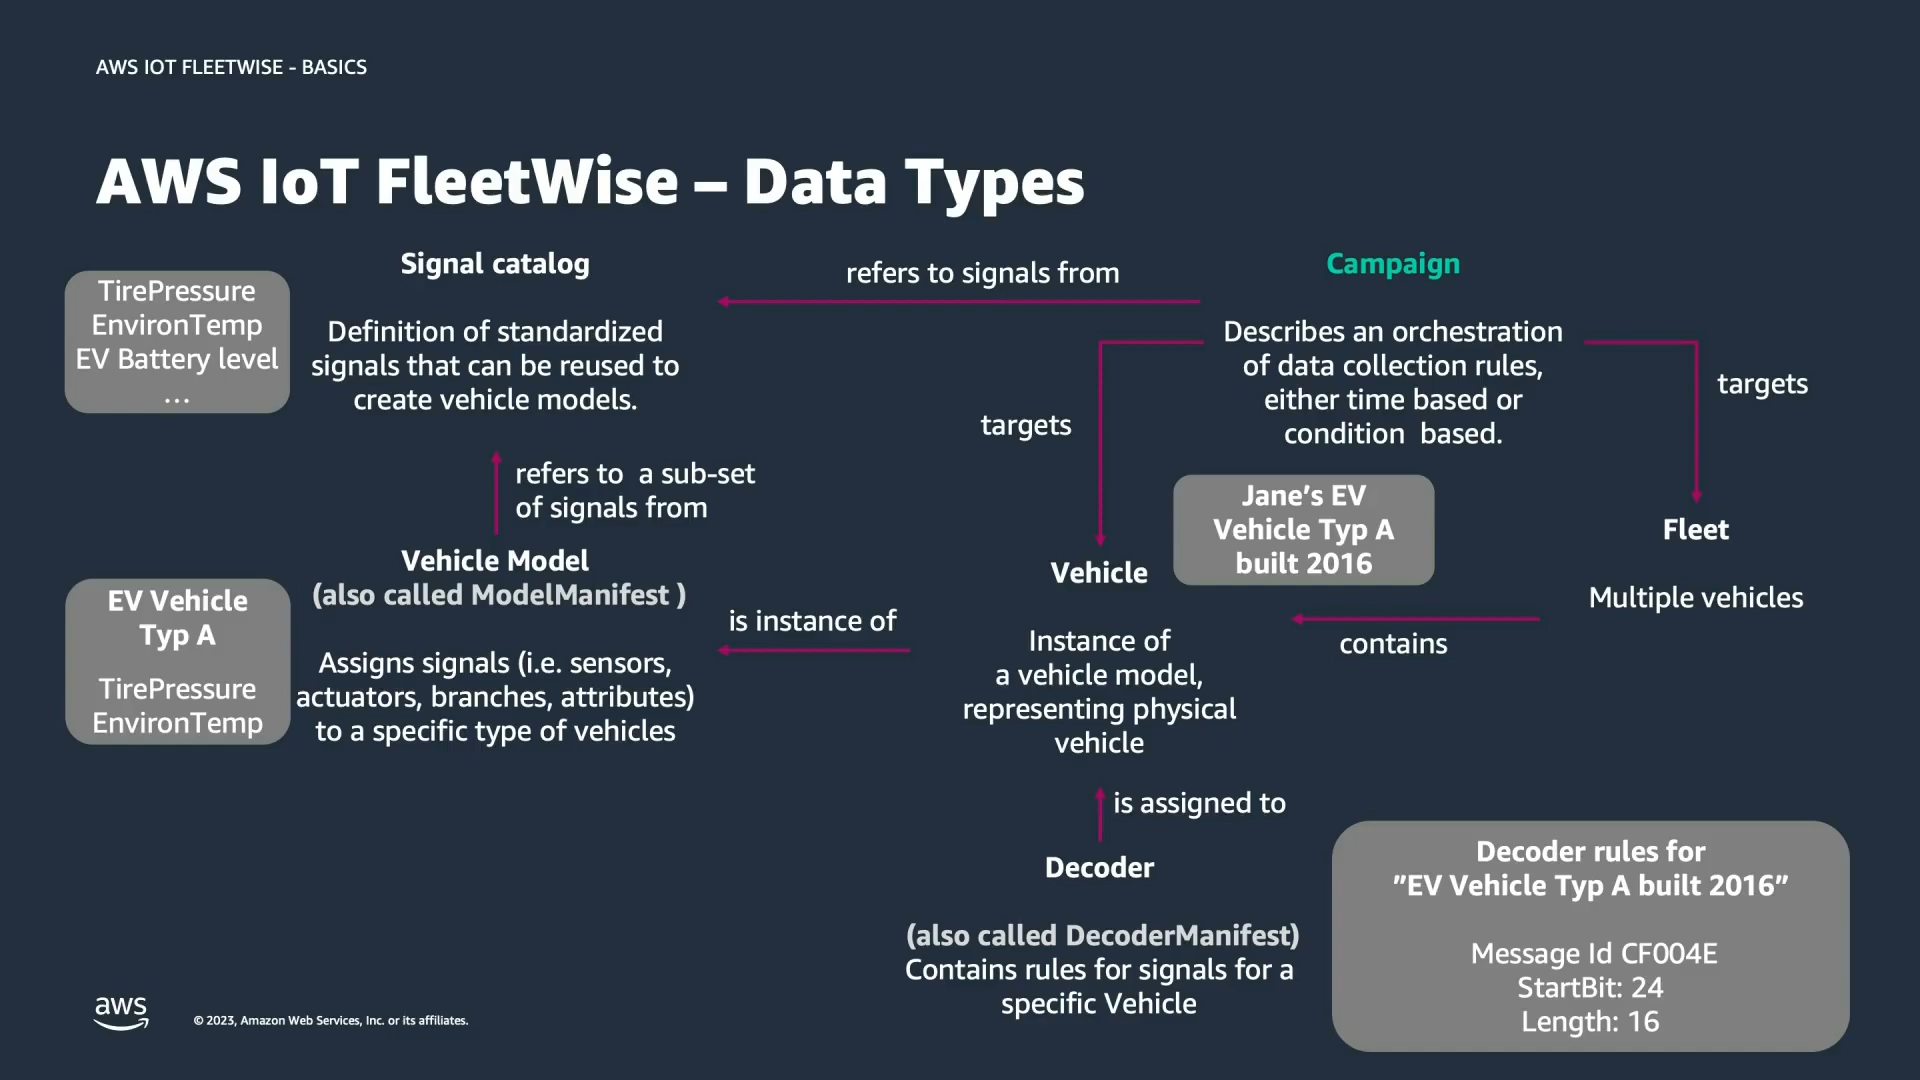 AWS IOT FLEETWISE - BASICS
AWS IoT FleetWise – Data Types
TirePressure
EnvironTemp
EV Battery level
...
Signal catalog
Definition of standardized
signals that can be reused to
create vehicle models.
refers to signals from
Campaign
Describes an orchestration
of data collection rules,
either time based or
condition  based.
targets
targets
refers to  a sub-set
of signals from
Jane’s EV
Vehicle Typ A
built 2016
Fleet
Multiple vehicles
EV Vehicle
Typ A
TirePressure
EnvironTemp
Vehicle Model
(also called ModelManifest )
Assigns signals (i.e. sensors,
actuators, branches, attributes)
to a specific type of vehicles
is instance of
Vehicle
Instance of
a vehicle model,
representing physical
vehicle
contains
is assigned to
Decoder
(also called DecoderManifest)
Contains rules for signals for a
specific Vehicle
Decoder rules for
”EV Vehicle Typ A built 2016”
Message Id CF004E
StartBit: 24
Length: 16
aws
© 2023, Amazon Web Services, Inc. or its affiliates.